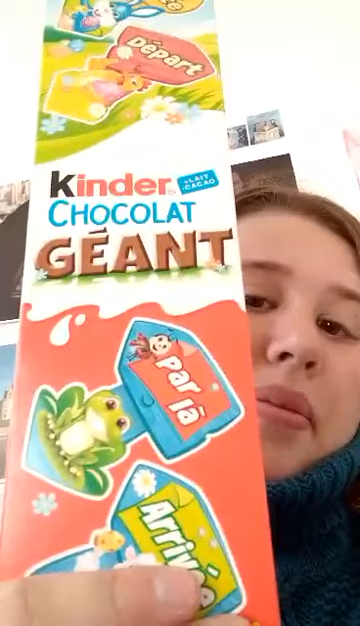 Départ
Kinder
+LAIT
-CACAO
CHOCOLAT
GÉANT
Par là
Arrivée